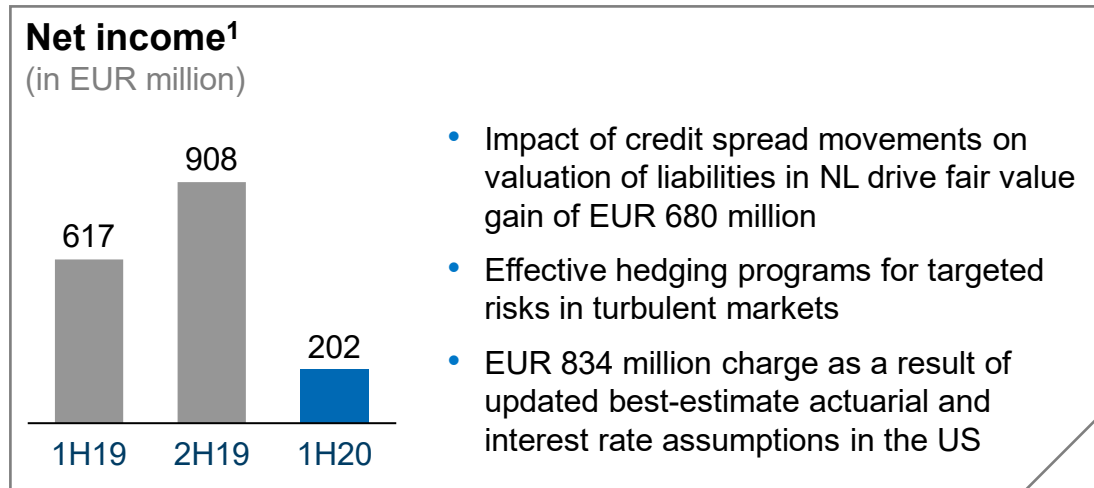 Net income¹
(in EUR million)
617
908
202
1H19
2H19
1H20
• Impact of credit spread movements on
valuation of liabilities in NL drive fair value
gain of EUR 680 million
• Effective hedging programs for targeted
risks in turbulent markets
• EUR 834 million charge as a result of
updated best-estimate actuarial and
interest rate assumptions in the US